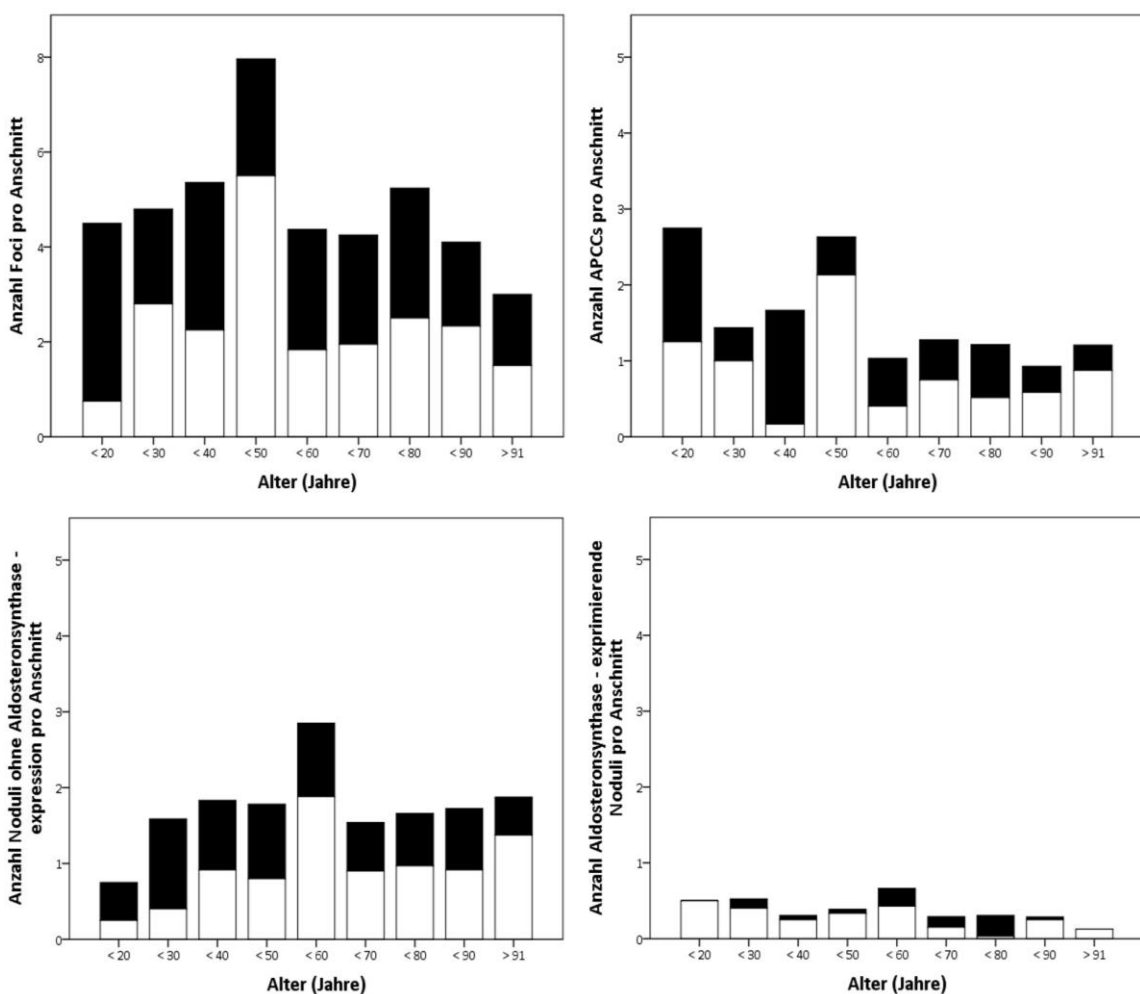 Anzahl Foci pro Anschnitt
8
6
4
2
0
< 20 < 30 < 40 < 50 < 60 < 70 < 80 < 90 > 91
Alter (Jahre)
Anzahl APCCs pro Anschnitt
5
4
3
2
1
0
< 20 < 30 < 40 < 50 < 60 < 70 < 80 < 90 > 91
Alter (Jahre)
Anzahl Noduli ohne Aldosteronsynthase -
expression pro Anschnitt
5
4
3
2
1
0
< 20 < 30 < 40 < 50 < 60 < 70 < 80 < 90 > 91
Alter (Jahre)
Anzahl Aldosteronsynthase - exprimierende
Noduli pro Anschnitt
5
4
3
2
1
0
< 20 < 30 < 40 < 50 < 60 < 70 < 80 < 90 > 91
Alter (Jahre)